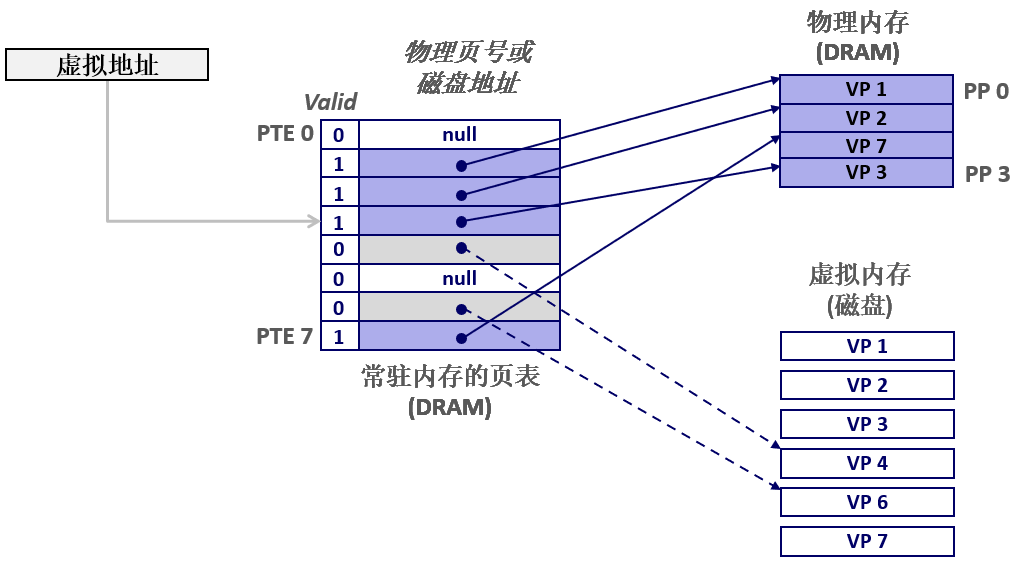 虚拟地址
物理页号或
磁盘地址
Valid
PTE 0
0
null
1
1
1
0
0
null
0
PTE 7
1
常驻内存的页表
(DRAM)
物理内存
(DRAM)
VP 1
PP 0
VP 2
VP 7
VP 3
PP 3
虚拟内存
(磁盘)
VP 1
VP 2
VP 3
VP 4
VP 6
VP 7